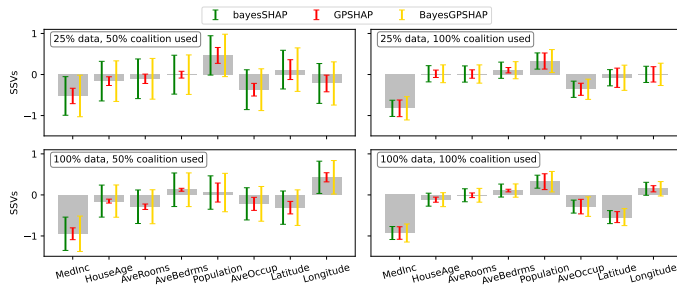 bayesSHAP GPSHAP BayesGPSHAP
25% data, 50% coalition used
25% data, 100% coalition used
SSVs
1
0
−1
100% data, 50% coalition used
100% data, 100% coalition used
SSVs
1
0
−1
MedInc HouseAge AveRooms AveBedrms Population AveOccup Latitude Longitude
MedInc HouseAge AveRooms AveBedrms Population AveOccup Latitude Longitude